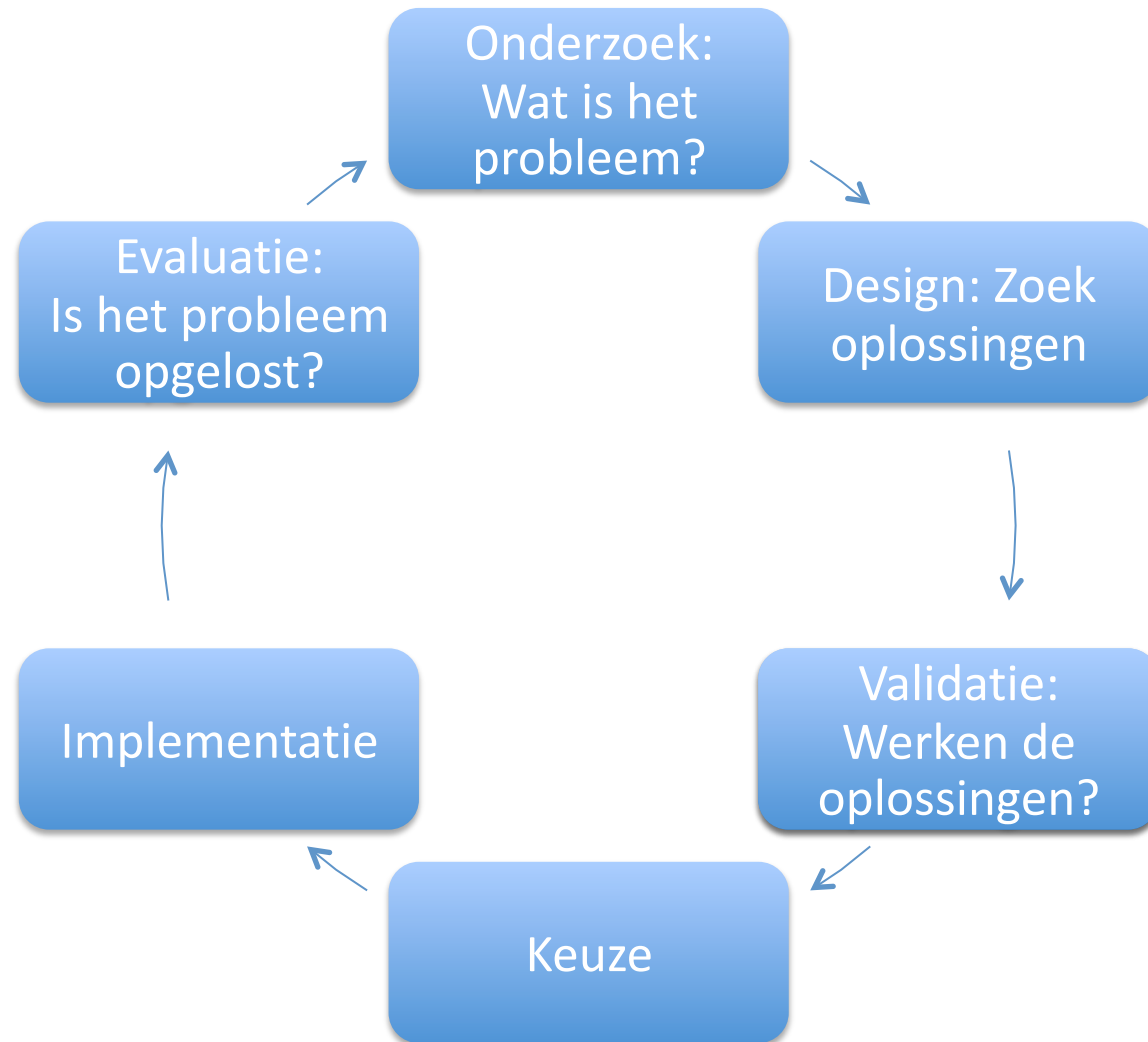 Onderzoek:
Wat is het
probleem?
Design: Zoek
oplossingen
Validatie:
Werken de
oplossingen?
Keuze
Implementatie
Evaluatie:
Is het probleem
opgelost?